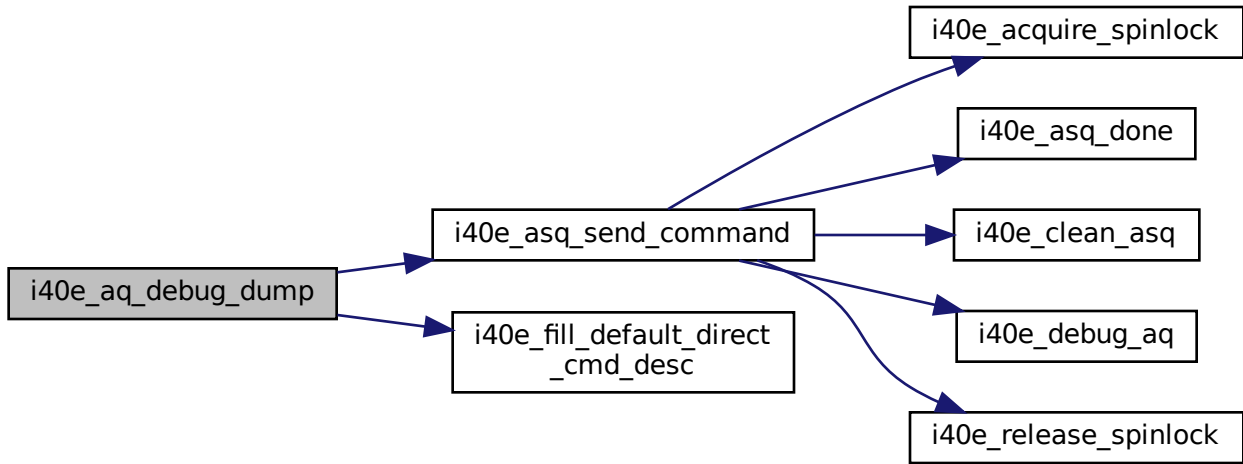 i40e_acquire_spinlock
i40e_asq_done
i40e_asq_send_command
i40e_clean_asq
i40e_aq_debug_dump
i40e_fill_default_direct
_cmd_desc
i40e_debug_aq
i40e_release_spinlock